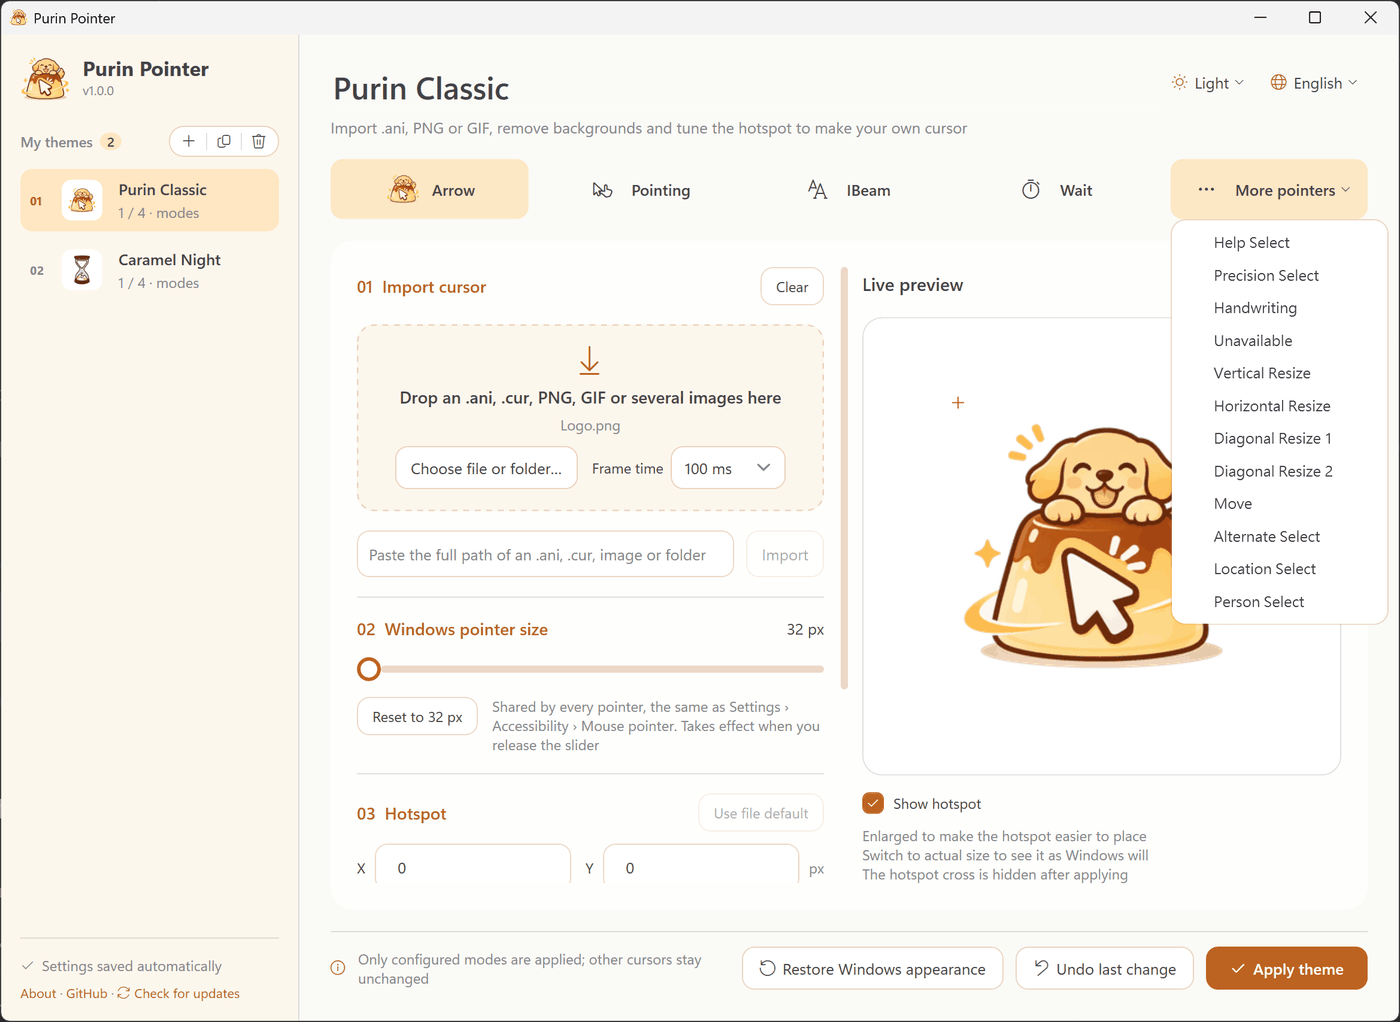 Purin Pointer
Purin Pointer
v1.0.0
My themes 2
01
Purin Classic
1 / 4 · modes
02
Caramel Night
1 / 4 · modes
Settings saved automatically
About · GitHub · Check for updates
Purin Classic
Light
English
Import .ani, PNG or GIF, remove backgrounds and tune the hotspot to make your own cursor
Arrow
Pointing
IBeam
Wait
More pointers
Help Select
Precision Select
Handwriting
Unavailable
Vertical Resize
Horizontal Resize
Diagonal Resize 1
Diagonal Resize 2
Move
Alternate Select
Location Select
Person Select
01 Import cursor
Clear
Drop an .ani, .cur, PNG, GIF or several images here
Logo.png
Choose file or folder...
Frame time
100 ms
Paste the full path of an .ani, .cur, image or folder
Import
02 Windows pointer size
32 px
Reset to 32 px
Shared by every pointer, the same as Settings ›
Accessibility › Mouse pointer. Takes effect when you
release the slider
03 Hotspot
Use file default
X 0 Y 0 px
Live preview
Show hotspot
Enlarged to make the hotspot easier to place
Switch to actual size to see it as Windows will
The hotspot cross is hidden after applying
Only configured modes are applied; other cursors stay
unchanged
Restore Windows appearance
Undo last change
Apply theme